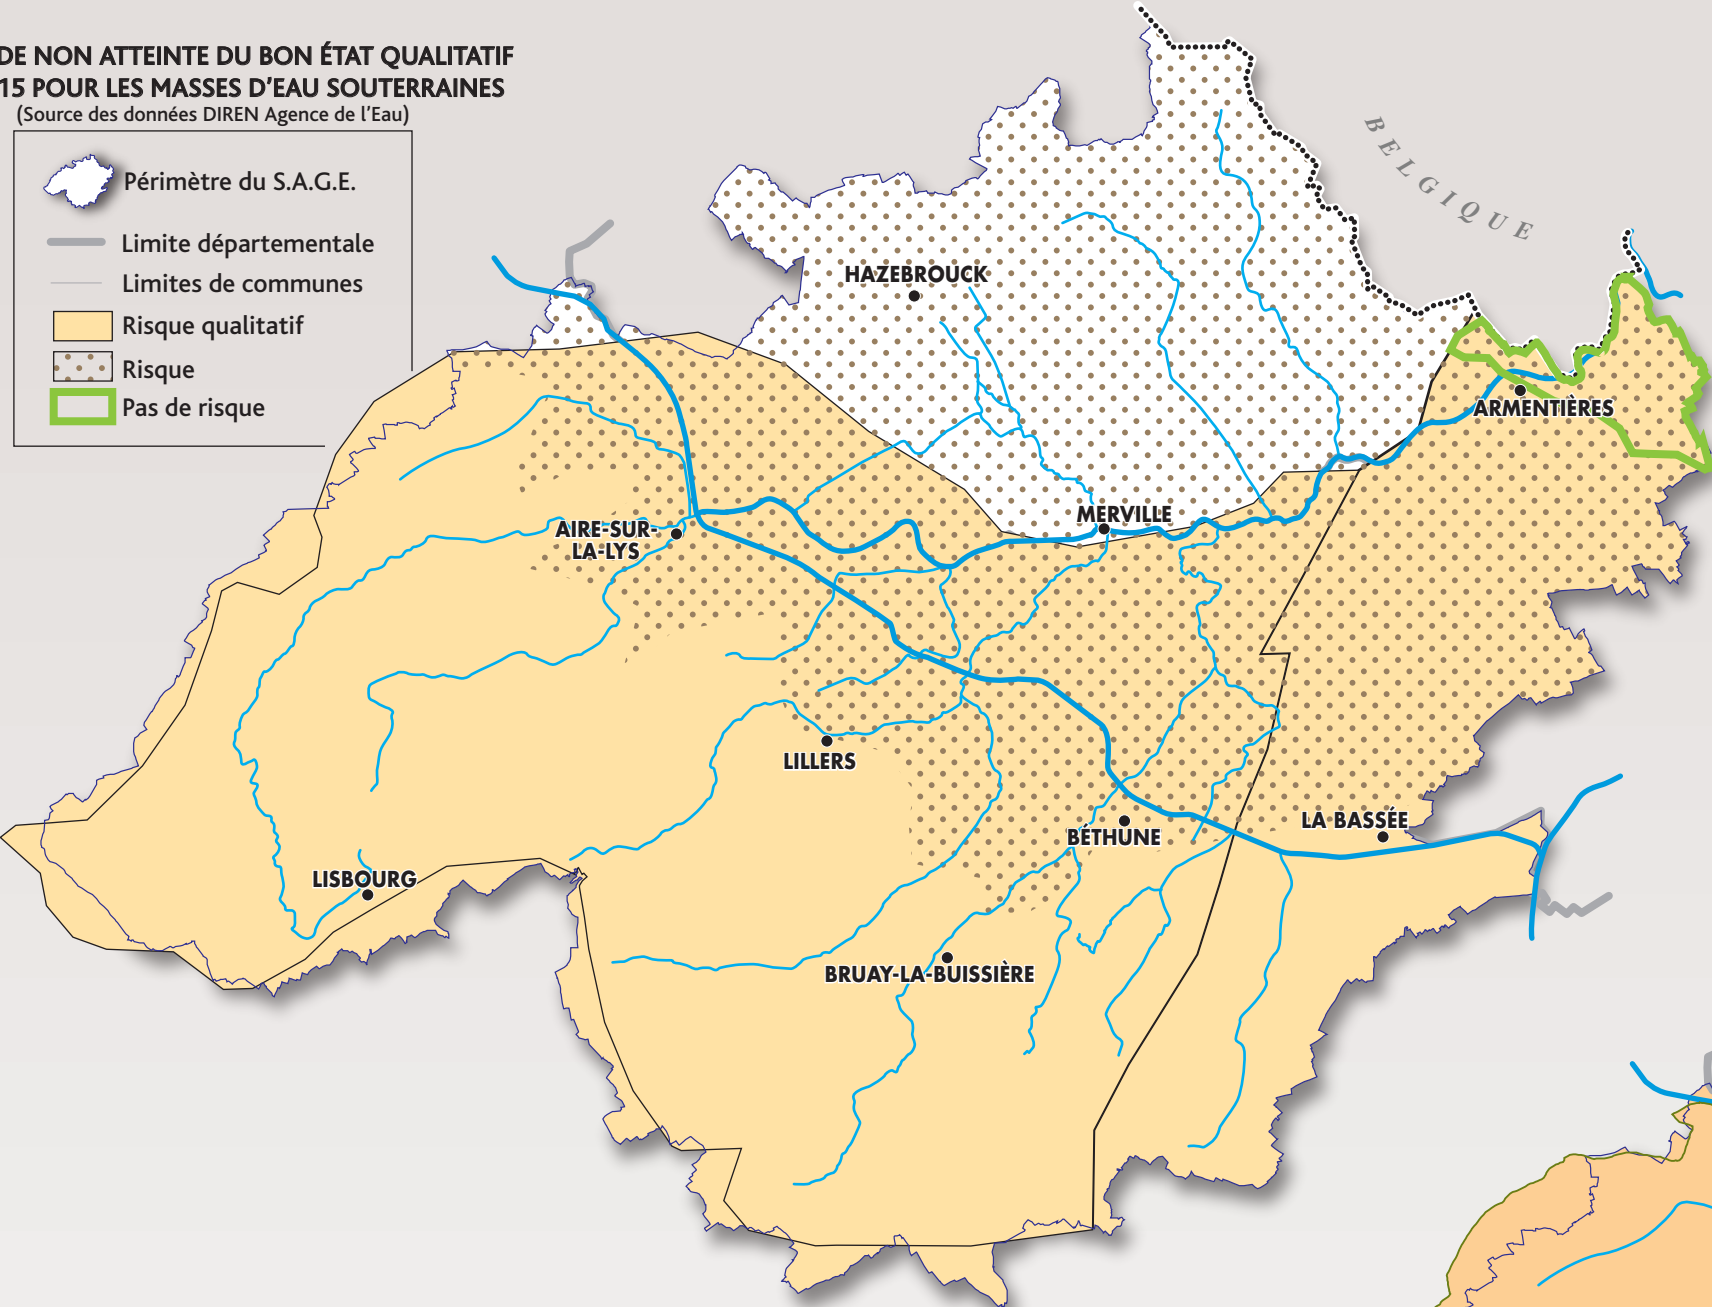 DE NON ATTEINTE DU BON ÉTAT QUALITATIF
15 POUR LES MASSES D'EAU SOUTERRAINES
(Source des données DIREN Agence de l'Eau)
Périmètre du S.A.G.E.
Limite départementale
Limites de communes
Risque qualitatif
Risque
Pas de risque
BELGIQUE
HAZEBROUCK
ARMENTIÈRES
MERVILLE
AIRE-SUR-
LA-LYS
LILLERS
LA BASSÉE
BÉTHUNE
LISBOURG
BRUAY-LA-BUISSIÈRE